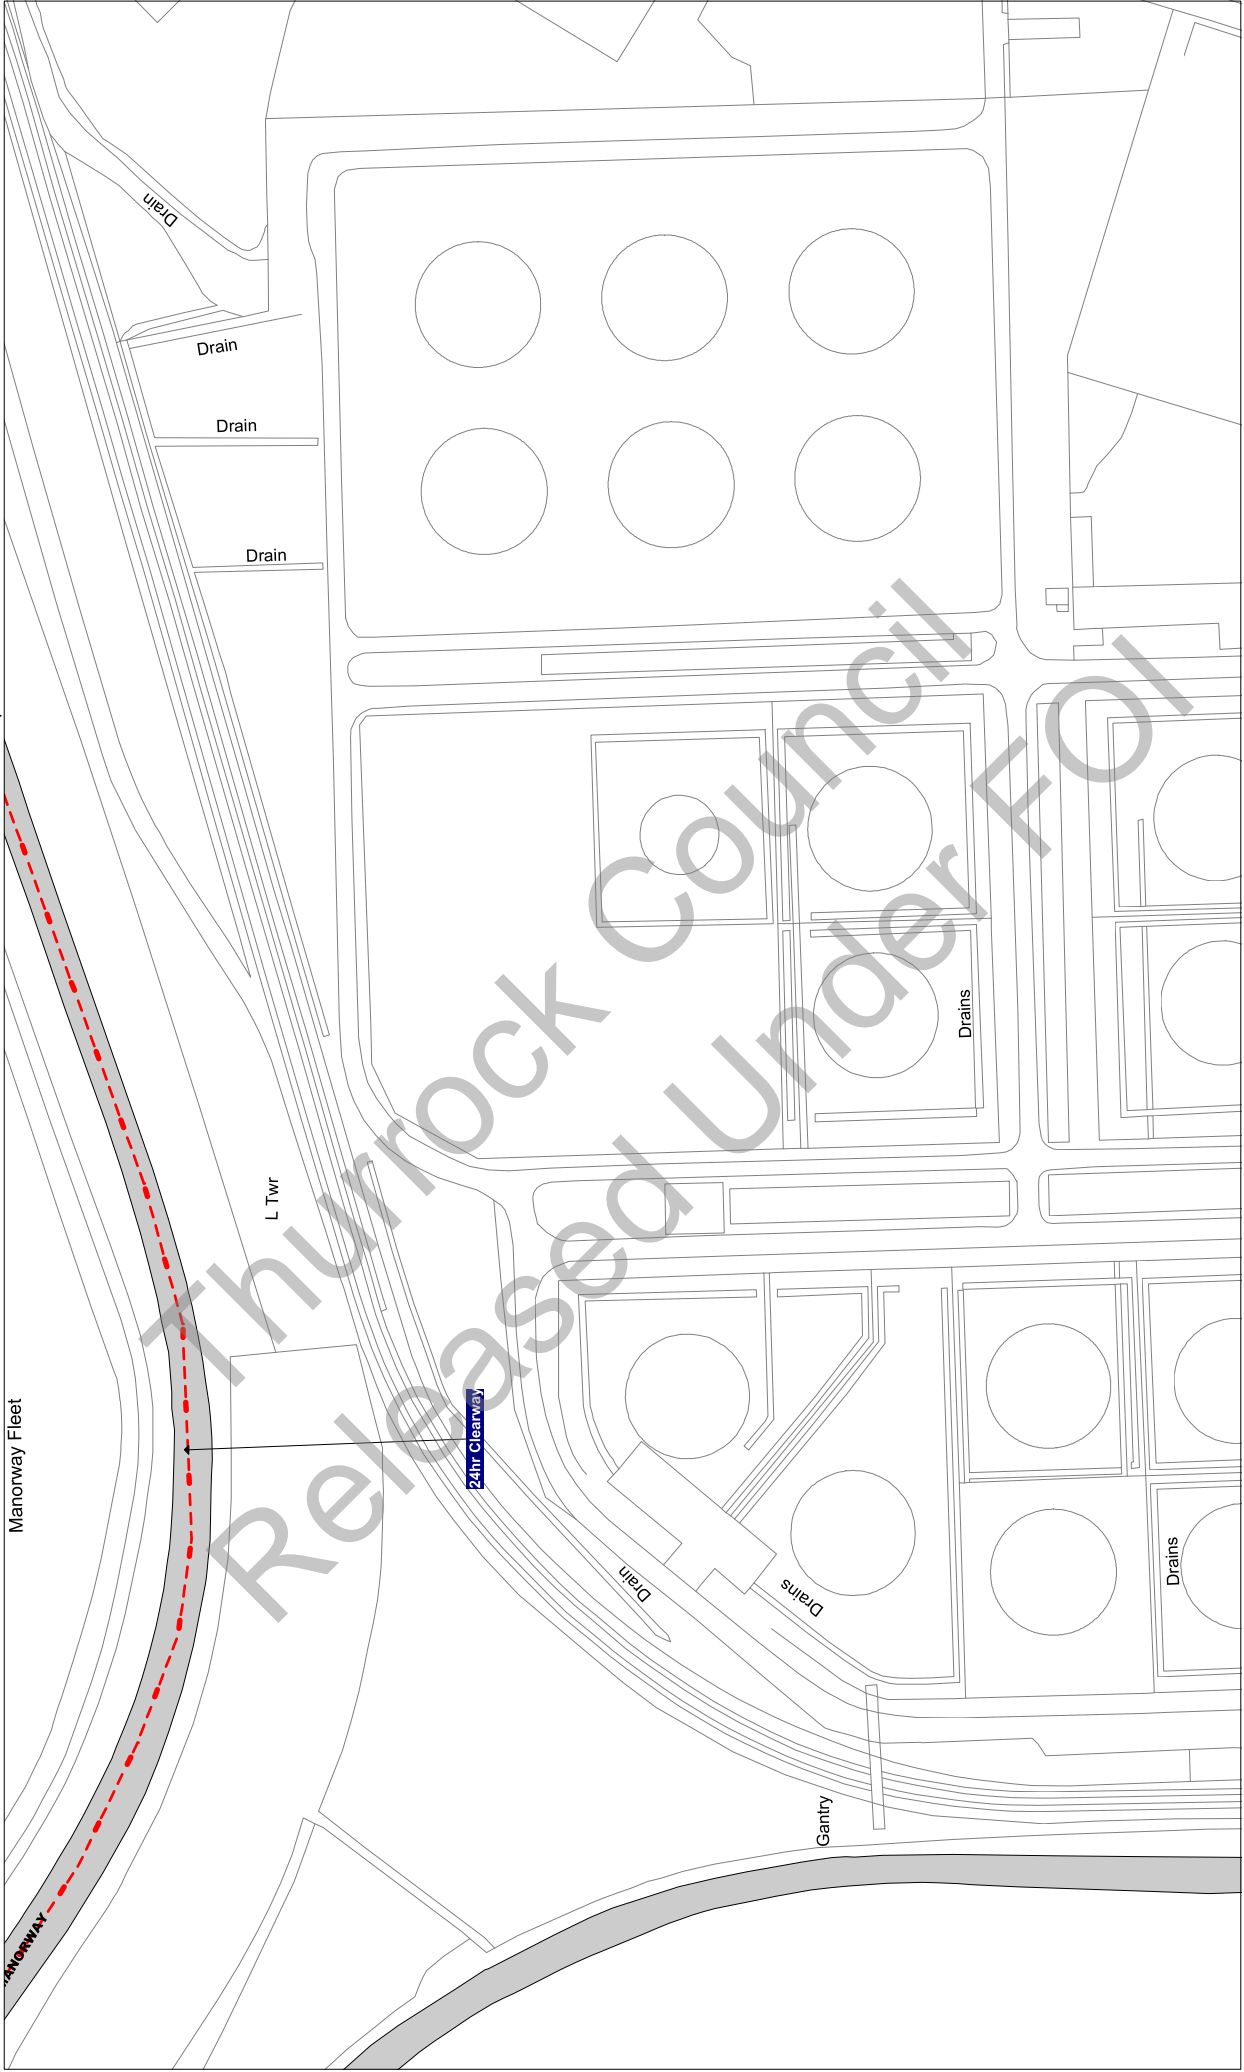 Drain
Drain
Drain
Drain
L Twr
Manorway Fleet
24hr Clearway
Drains
Drain
Drains
Drains
Gantry
ANORWAY
Thurrock Council
Released Under FOI